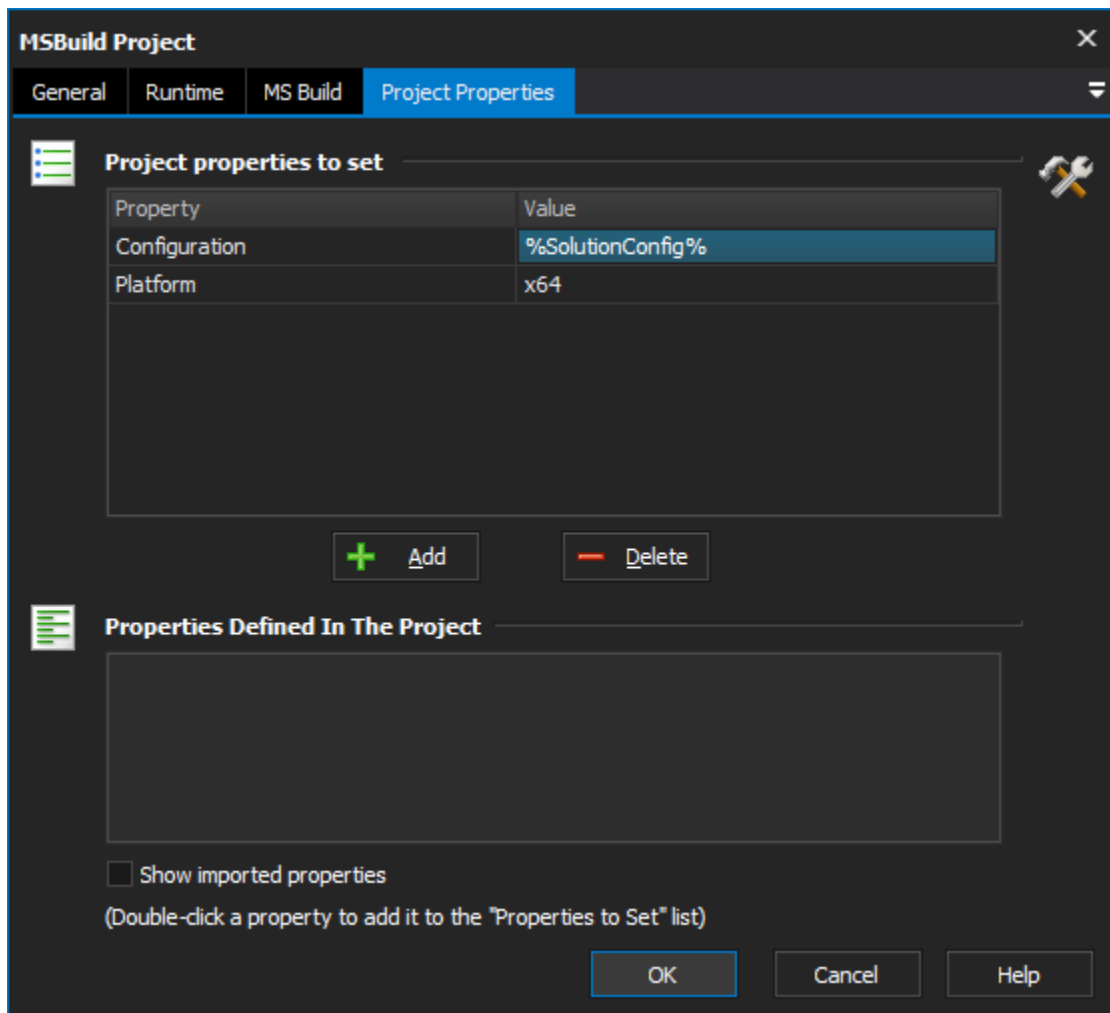 MSBuild Project
General Runtime MS Build Project Properties
Project properties to set
Property Value
Configuration %SolutionConfig%
Platform x64
Add Delete
Properties Defined In The Project
Show imported properties
(Double-click a property to add it to the "Properties to Set" list)
OK Cancel Help